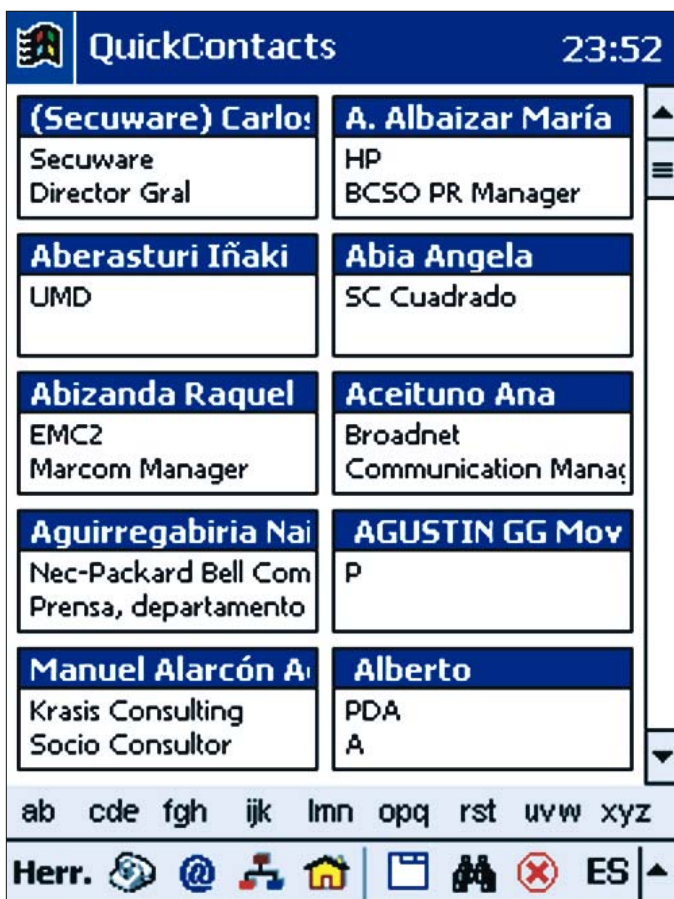 QuickContacts 23:52
(Secuware) Carlos
Secuware
Director Gral
A. Albaizar María
HP
BCSO PR Manager
Aberasturi Iñaki
UMD
Abia Angela
SC Cuadrado
Abizanda Raquel
EMC2
Marcom Manager
Aceituno Ana
Broadnet
Communication Manag
Aguirregabiria Nai
Nec-Packard Bell Com
Prensa, departamento
AGUSTIN GG Mov
P
Manuel Alarcón A
Krasis Consulting
Socio Consultor
Alberto
PDA
A
ab cde fgh ijk lmn opq rst uvw xyz
Herr. ES